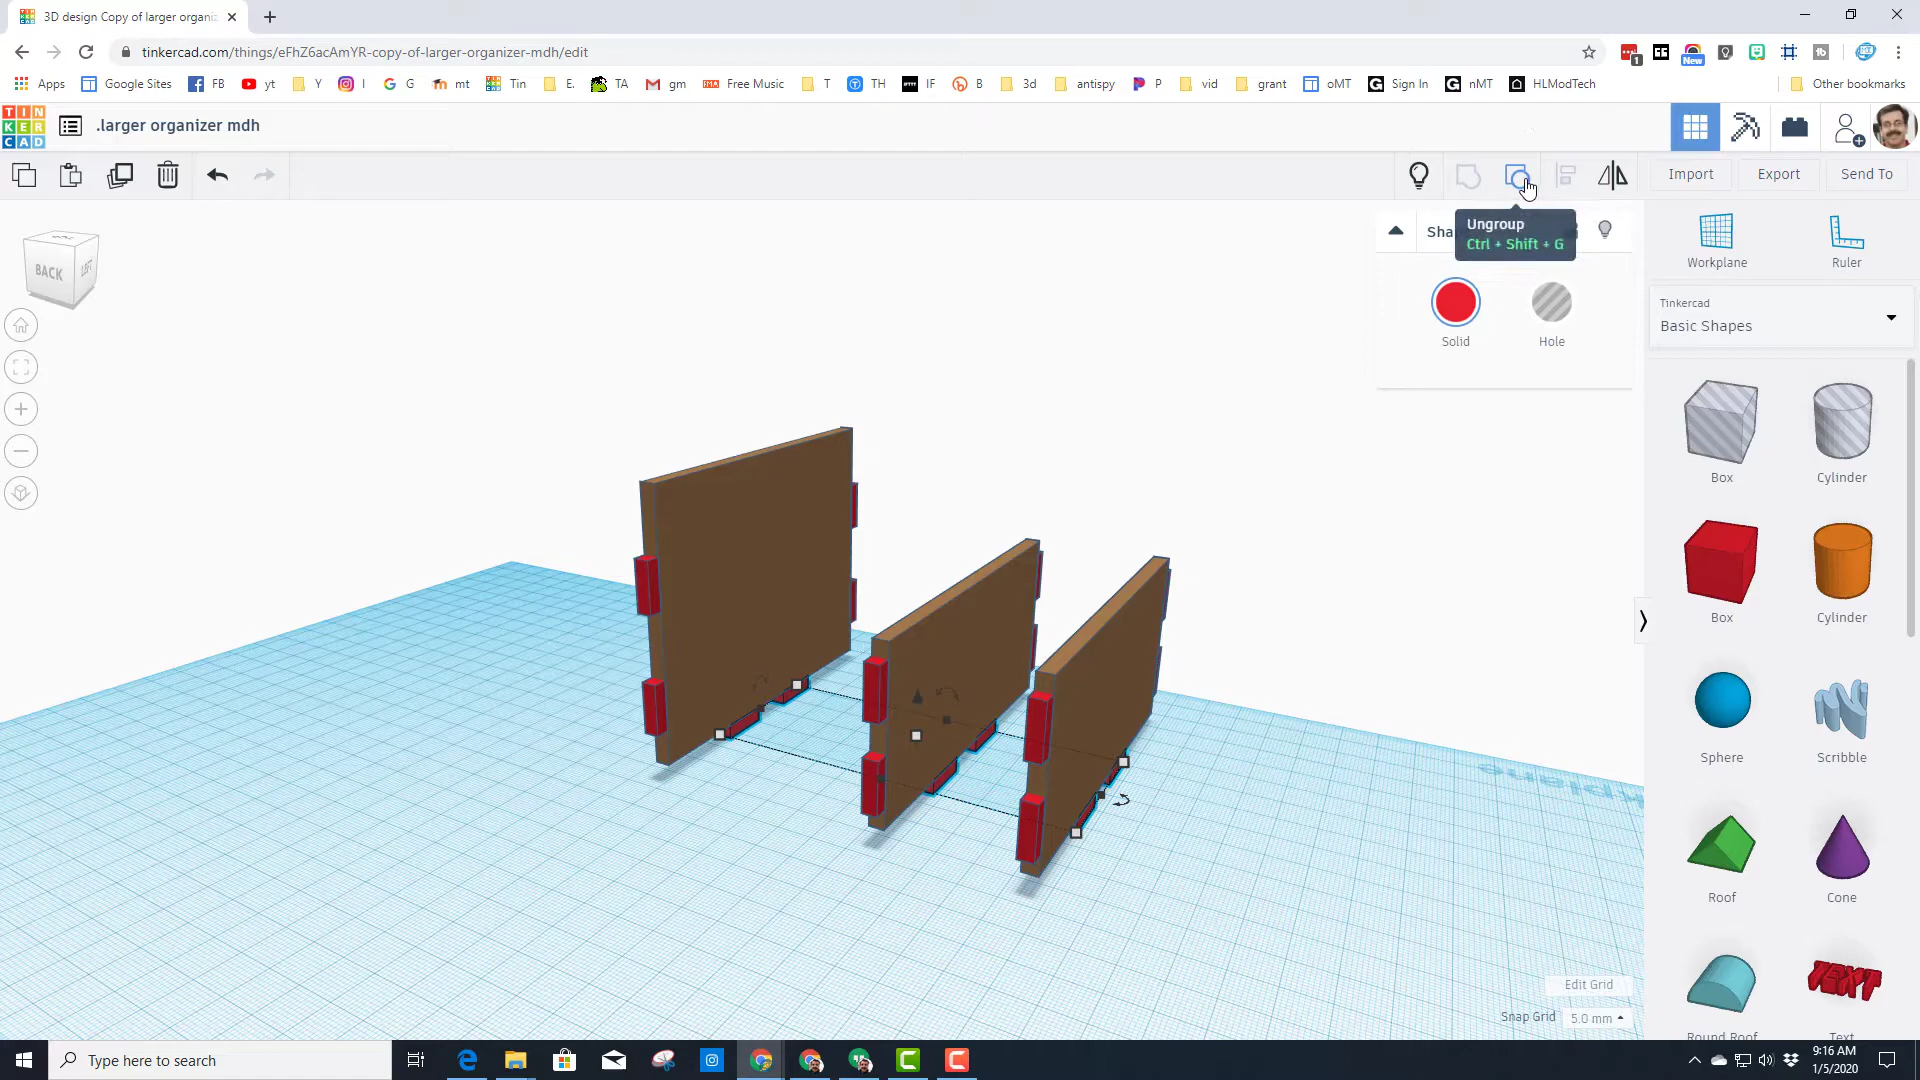 3D design Copy of larger organiz
tinkercad.com/things/eFhZ6acAmYR-copy-of-larger-organizer-mdh/edit
1
New
Apps
Google Sites
FB
yt
Y
I
G
mt
Tin
E.
TA
gm
Free Music
T
TH
IF
B
3d
antispy
P
vid
grant
oMT
Sign In
nMT
HLModTech
Other bookmarks
TIN
KER
CAD
.larger organizer mdh
Import
Export
Send To
Sha
Ungroup
Ctrl + Shift + G
Solid
Hole
BACK
LEFT
Workplane
Ruler
Tinkercad
Basic Shapes
Box
Cylinder
Box
Cylinder
Sphere
Scribble
Roof
Cone
TEXT
Round Roof
Text
Edit Grid
Snap Grid
5.0 mm
Type here to search
9:16 AM
1/5/2020